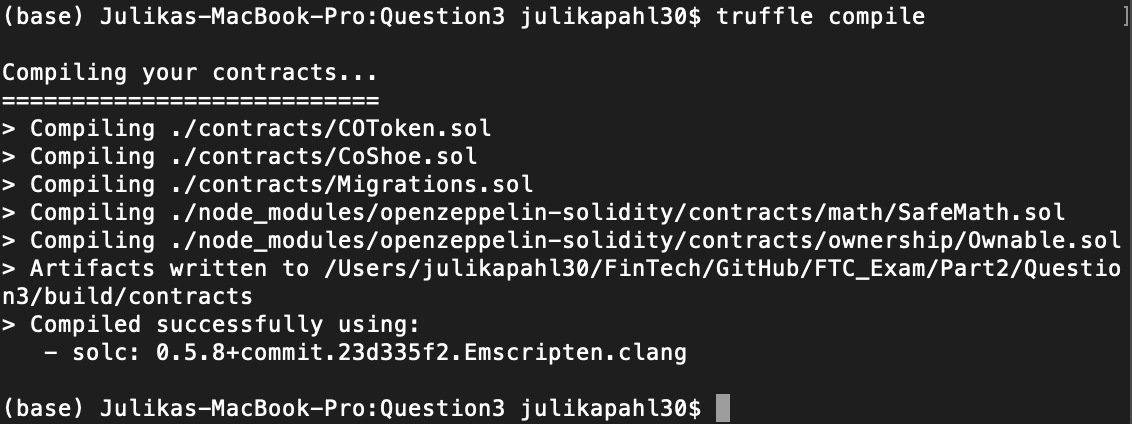 (base) Julikas-MacBook-Pro:Question3 julikapahl30$ truffle compile ]
Compiling your contracts...
===========================
> Compiling ./contracts/COToken.sol
> Compiling ./contracts/CoShoe.sol
> Compiling ./contracts/Migrations.sol
> Compiling ./node_modules/openzeppelin-solidity/contracts/math/SafeMath.sol
> Compiling ./node_modules/openzeppelin-solidity/contracts/ownership/Ownable.sol
> Artifacts written to /Users/julikapahl30/FinTech/GitHub/FTC_Exam/Part2/Questio
n3/build/contracts
> Compiled successfully using:
   - solc: 0.5.8+commit.23d335f2.Emscripten.clang
(base) Julikas-MacBook-Pro:Question3 julikapahl30$